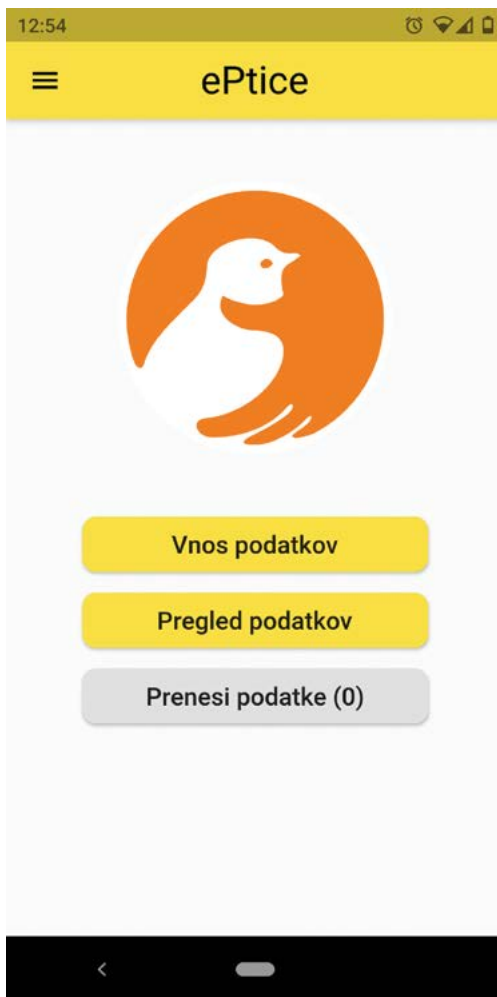 12:54
ePtice
Vnos podatkov
Pregled podatkov
Prenesi podatke (0)